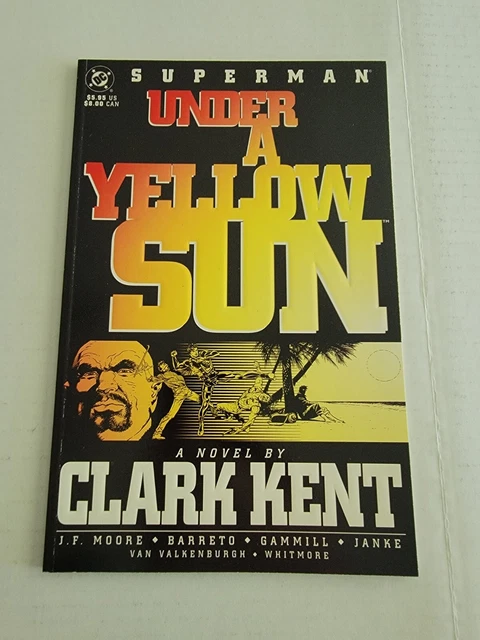 DC
SUPERMAN
$5.95 US
$8.00 CAN
UNDER
A
YELLOW
SUN™
A NOVEL BY
CLARK KENT
J.F. MOORE ◆ BARRETO ◆ GAMMILL ◆ JANKE
VAN VALKENBURGH ◆ WHITMORE